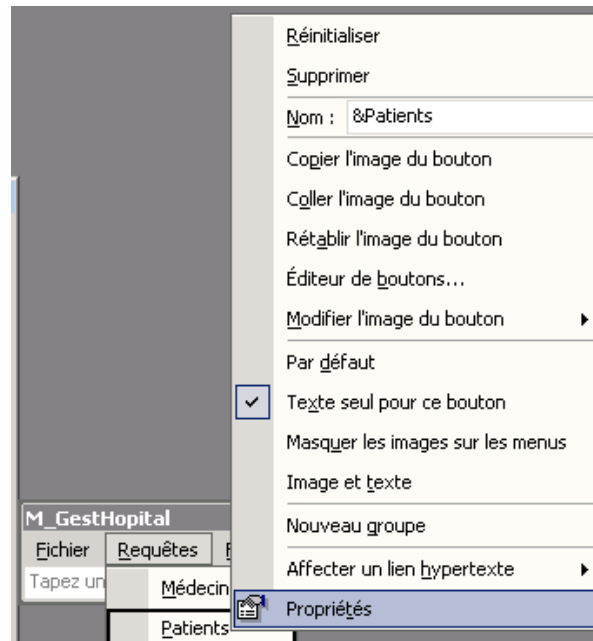 Réinitialiser
Supprimer
Nom : &Patients
Copier l'image du bouton
Coller l'image du bouton
Rétablir l'image du bouton
Éditeur de boutons...
Modifier l'image du bouton
Par défaut
Texte seul pour ce bouton
Masquer les images sur les menus
Image et texte
Nouveau groupe
Affecter un lien hypertexte
Propriétés
M_GestHopital
Fichier Requêtes
Tapez un
Médecin
Patients